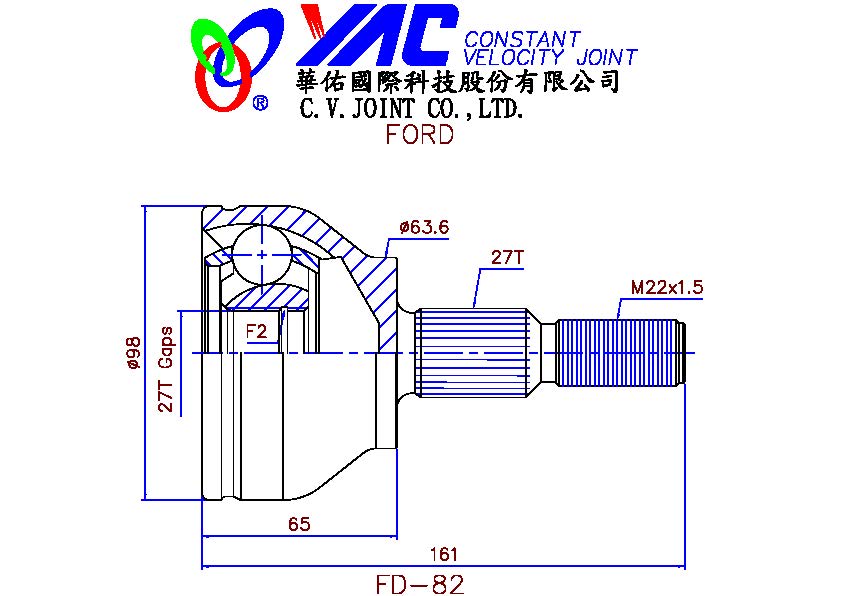 YAC CONSTANT
VELOCITY JOINT
®
華佑國際科技股份有限公司
C.V.JOINT CO.,LTD.
FORD
ø63.6
27T
M22x1.5
F2
ø98
27T Gaps
65
161
FD-82